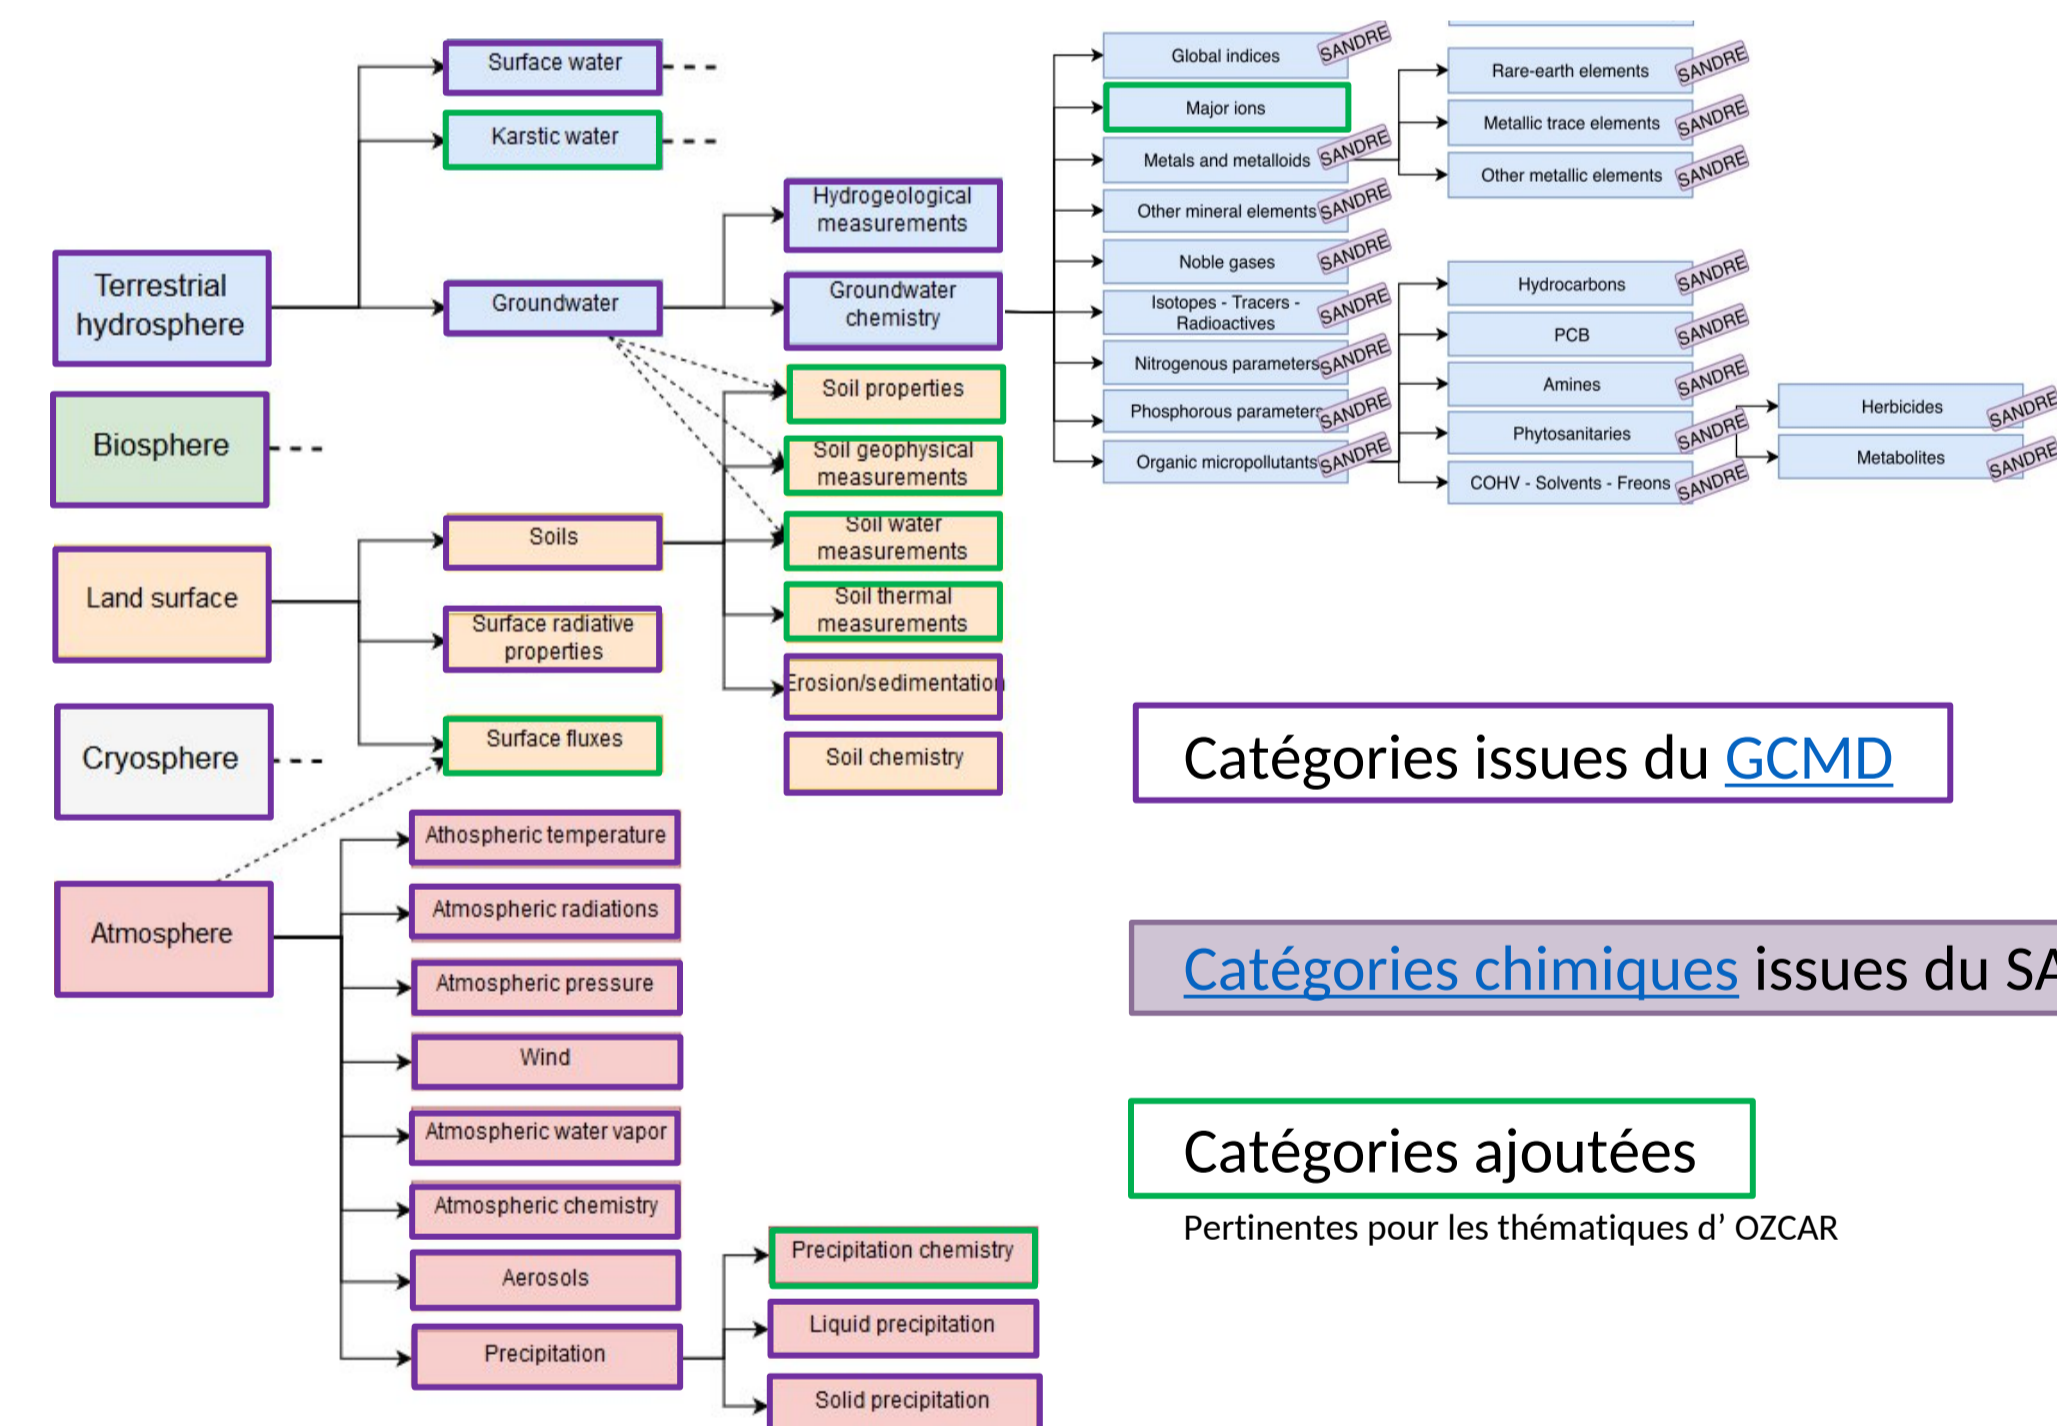 Surface water
Karstic water
Terrestrial
hydrosphere
Groundwater
Hydrogeological
measurements
Groundwater
chemistry
Global indices
SANDRE
Major ions
Metals and metalloids
SANDRE
Other mineral elements
SANDRE
Noble gases
SANDRE
Isotopes - Tracers -
Radioactives
SANDRE
Nitrogenous parameters
SANDRE
Phosphorous parameters
SANDRE
Organic micropollutants
SANDRE
Rare-earth elements
SANDRE
Metallic trace elements
SANDRE
Other metallic elements
SANDRE
Hydrocarbons
SANDRE
PCB
SANDRE
Amines
SANDRE
Phytosanitaries
SANDRE
COHV - Solvents - Freons
SANDRE
Herbicides
SANDRE
Metabolites
SANDRE
Biosphere
Land surface
Soils
Surface radiative
properties
Surface fluxes
Soil properties
Soil geophysical
measurements
Soil water
measurements
Soil thermal
measurements
Erosion/sedimentation
Soil chemistry
Cryosphere
Atmosphere
Athospheric temperature
Atmospheric radiations
Atmospheric pressure
Wind
Atmospheric water vapor
Atmospheric chemistry
Aerosols
Precipitation
Precipitation chemistry
Liquid precipitation
Solid precipitation
Catégories issues du GCMD
Catégories chimiques issues du SA
Catégories ajoutées
Pertinentes pour les thématiques d’ OZCAR